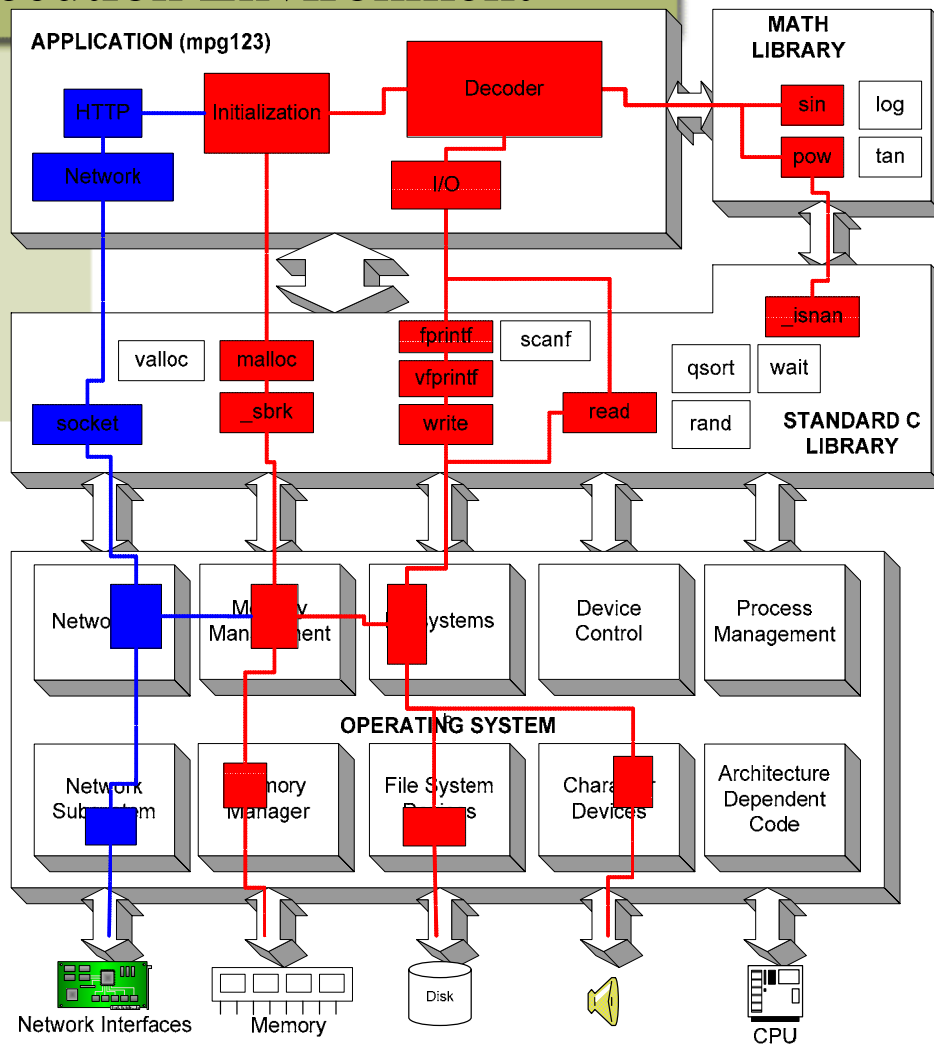 APPLICATION (mpg123)
MATH
LIBRARY
HTTP
Initialization
Decoder
sin
log
Network
I/O
pow
tan
_isnan
fprintf
scanf
valloc
malloc
vfprintf
qsort
wait
socket
_sbrk
write
read
rand
STANDARD C
LIBRARY
Device
Control
Process
Management
OPERATING SYSTEM
Network
File System
Architecture
Manager
Devices
Dependent
Code
Disk
Network Interfaces
Memory
CPU